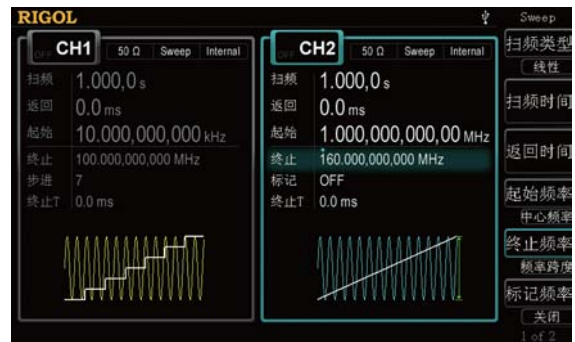 RIGOL
Sweep
OFF CH1 50 Ω Sweep Internal
扫频 1.000,0 s
返回 0.0 ms
起始 10.000,000,000 kHz
终止 100.000,000,000 MHz
步进 7
终止T 0.0 ms
OFF CH2 50 Ω Sweep Internal
扫频 1.000,0 s
返回 0.0 ms
起始 1.000,000,000,00 MHz
终止 160.000,000,000 MHz
标记 OFF
终止T 0.0 ms
扫频类型
线性
扫频时间
返回时间
起始频率
中心频率
终止频率
频率跨度
标记频率
关闭
1 of 2